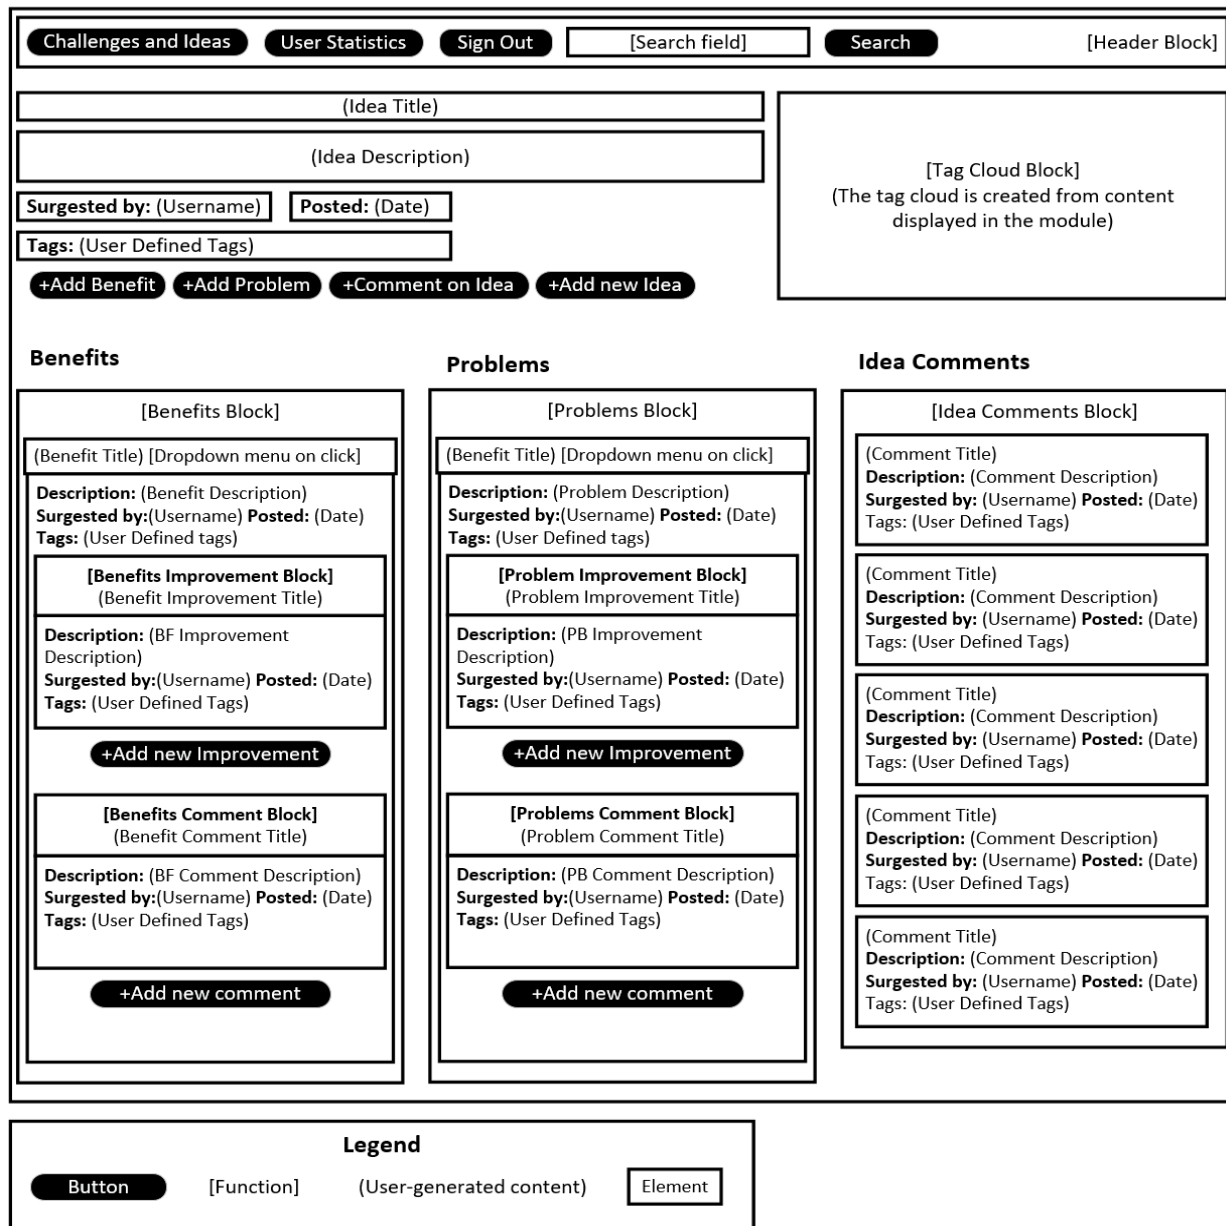 Challenges and Ideas User Statistics Sign Out [Search field] Search [Header Block]
(Idea Title)
(Idea Description)
Surgested by: (Username) Posted: (Date)
Tags: (User Defined Tags)
+Add Benefit +Add Problem +Comment on Idea +Add new Idea
[Tag Cloud Block]
(The tag cloud is created from content
displayed in the module)
Benefits
[Benefits Block]
(Benefit Title) [Dropdown menu on click]
Description: (Benefit Description)
Surgested by:(Username) Posted: (Date)
Tags: (User Defined tags)
[Benefits Improvement Block]
(Benefit Improvement Title)
Description: (BF Improvement
Description)
Surgested by:(Username) Posted: (Date)
Tags: (User Defined Tags)
+Add new Improvement
[Benefits Comment Block]
(Benefit Comment Title)
Description: (BF Comment Description)
Surgested by:(Username) Posted: (Date)
Tags: (User Defined Tags)
+Add new comment
Problems
[Problems Block]
(Benefit Title) [Dropdown menu on click]
Description: (Problem Description)
Surgested by:(Username) Posted: (Date)
Tags: (User Defined tags)
[Problem Improvement Block]
(Problem Improvement Title)
Description: (PB Improvement
Description)
Surgested by:(Username) Posted: (Date)
Tags: (User Defined Tags)
+Add new Improvement
[Problems Comment Block]
(Problem Comment Title)
Description: (PB Comment Description)
Surgested by:(Username) Posted: (Date)
Tags: (User Defined Tags)
+Add new comment
Idea Comments
[Idea Comments Block]
(Comment Title)
Description: (Comment Description)
Surgested by: (Username) Posted: (Date)
Tags: (User Defined Tags)
(Comment Title)
Description: (Comment Description)
Surgested by: (Username) Posted: (Date)
Tags: (User Defined Tags)
(Comment Title)
Description: (Comment Description)
Surgested by: (Username) Posted: (Date)
Tags: (User Defined Tags)
(Comment Title)
Description: (Comment Description)
Surgested by: (Username) Posted: (Date)
Tags: (User Defined Tags)
(Comment Title)
Description: (Comment Description)
Surgested by: (Username) Posted: (Date)
Tags: (User Defined Tags)
Legend
Button [Function] (User-generated content) Element